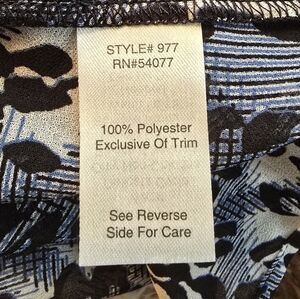 STYLE# 977
RN#54077
100% Polyester
Exclusive Of Trim
See Reverse
Side For Care